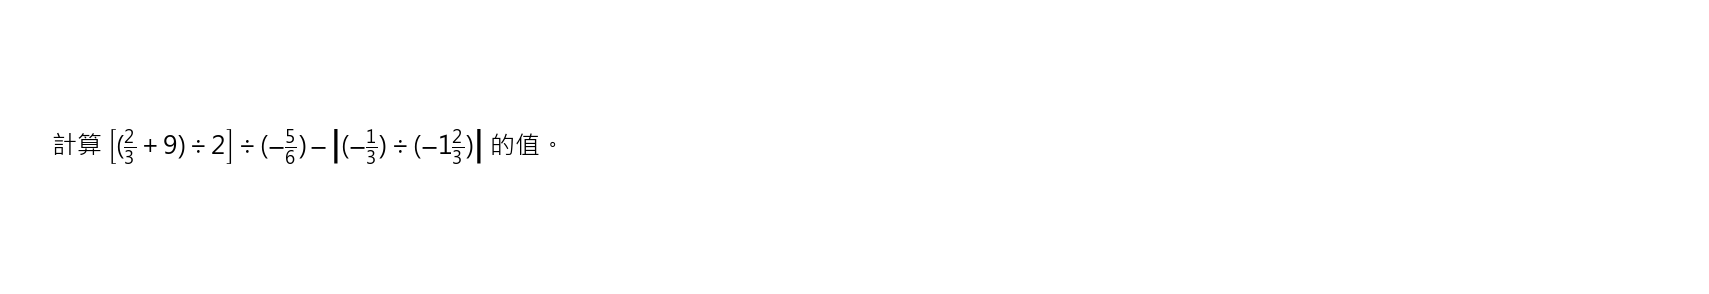 計算 [(2/3 + 9) ÷ 2] ÷ (−5/6) − |(−1/3) ÷ (−1 2/3)| 的值。